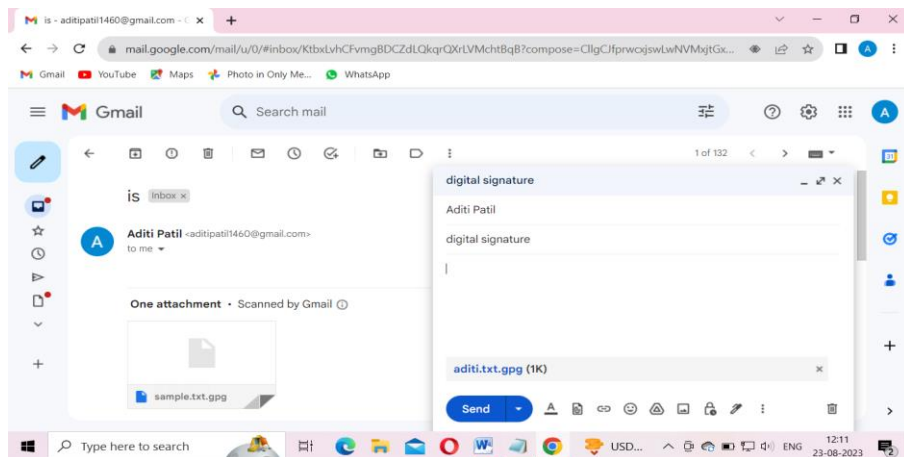 is - aditipatil1460@gmail.com - G
mail.google.com/mail/u/0/#inbox/KtbxLvhCFvmgBDCZdLQkqrQXrLVMchtBqB?compose=CllgCJfprwcxjswLwNVMxjtGx...
Gmail YouTube Maps Photo in Only Me... WhatsApp
Gmail
Search mail
A
1 of 132
31
digital signature
is Inbox x
Aditi Patil
A
Aditi Patil <aditipatil1460@gmail.com>
to me
digital signature
One attachment • Scanned by Gmail
aditi.txt.gpg (1K)
sample.txt.gpg
Send
Type here to search
USD...
ENG
12:11
23-08-2023
2